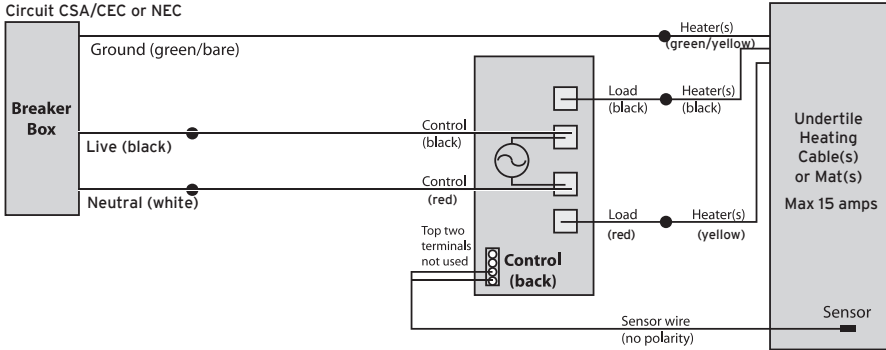 Circuit CSA/CEC or NEC
Ground (green/bare)
Heater(s)
(green/yellow)
Breaker
Box
Live (black)
Neutral (white)
Control
(black)
Control
(red)
Load
(black)
Heater(s)
(black)
Load
(red)
Heater(s)
(yellow)
Top two
terminals
not used
Control
(back)
Undertile
Heating
Cable(s)
or Mat(s)
Max 15 amps
Sensor
Sensor wire
(no polarity)